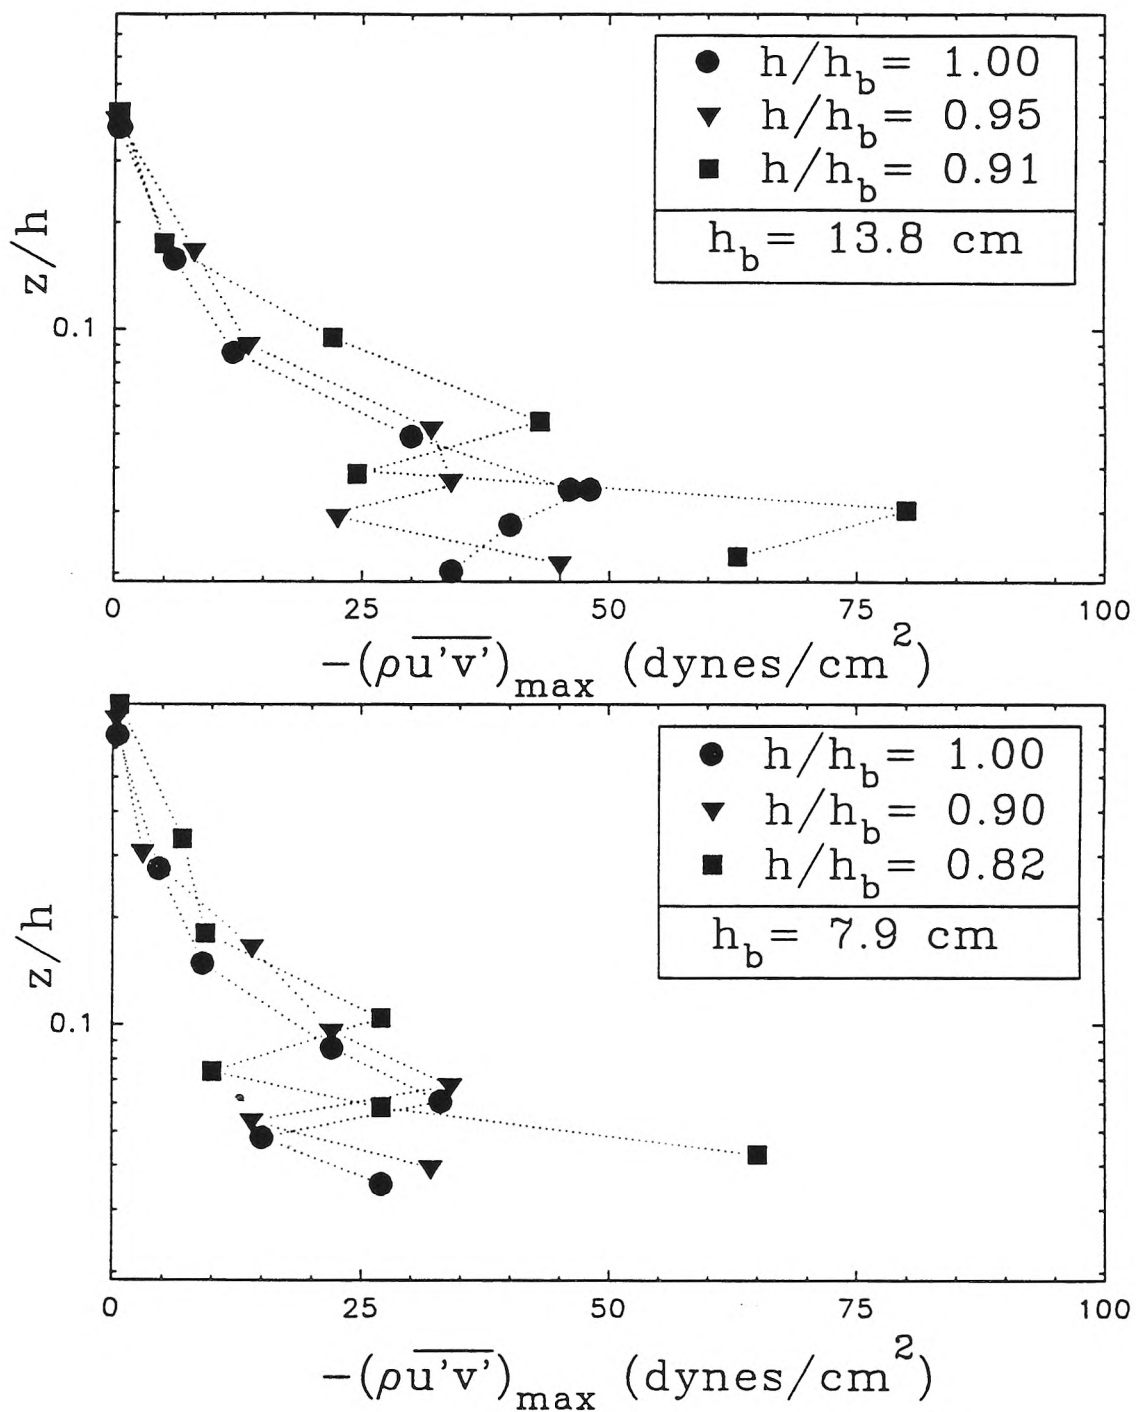 h/h_b= 1.00
h/h_b= 0.95
h/h_b= 0.91
h_b= 13.8 cm
z/h
0.1
0 25 50 75 100
-(ρu'v')_max (dynes/cm^2)
h/h_b= 1.00
h/h_b= 0.90
h/h_b= 0.82
h_b= 7.9 cm
z/h
0.1
0 25 50 75 100
-(ρu'v')_max (dynes/cm^2)